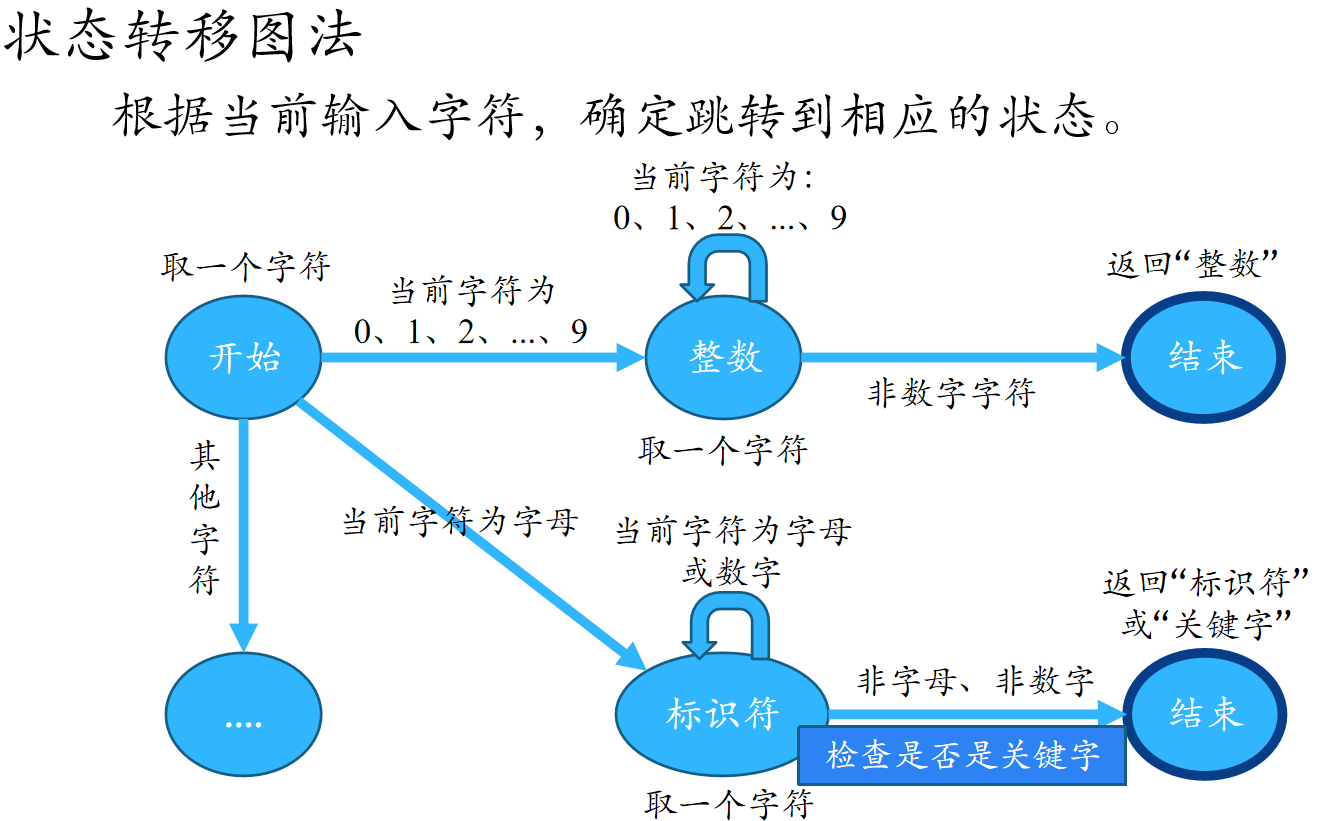 状态转移图法
根据当前输入字符，确定跳转到相应的状态。
当前字符为：
0、1、2、...、9
取一个字符
当前字符为
0、1、2、...、9
返回“整数”
开始
整数
结束
非数字字符
取一个字符
其他字符
当前字符为字母
当前字符为字母
或数字
返回“标识符”
或“关键字”
....
标识符
非字母、非数字
结束
检查是否是关键字
取一个字符